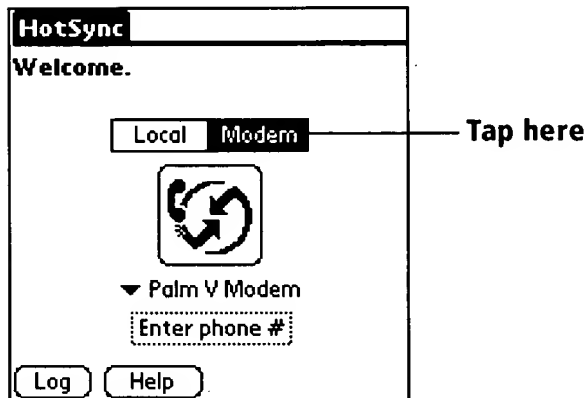 HotSync
Welcome.
Local Modem Tap here
Palm V Modem
Enter phone #
Log Help